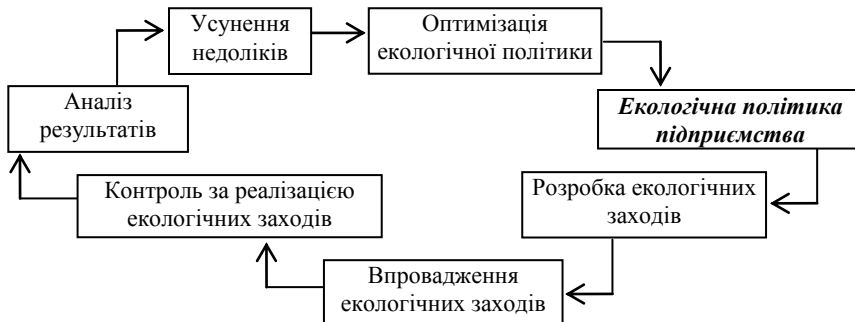 Усунення
недоліків
Оптимізація
екологічної політики
Аналіз
результатів
Екологічна політика
підприємства
Контроль за реалізацією
екологічних заходів
Розробка екологічних
заходів
Впровадження
екологічних заходів